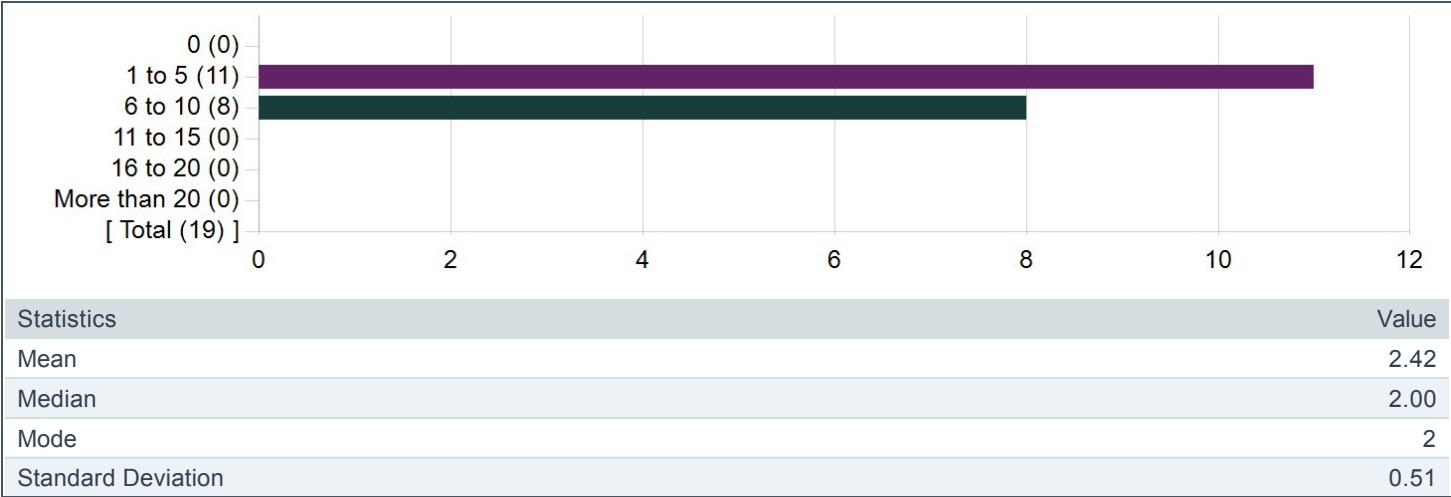 0 (0)
1 to 5 (11)
6 to 10 (8)
11 to 15 (0)
16 to 20 (0)
More than 20 (0)
[ Total (19) ]
0 2 4 6 8 10 12
Statistics Value
Mean 2.42
Median 2.00
Mode 2
Standard Deviation 0.51